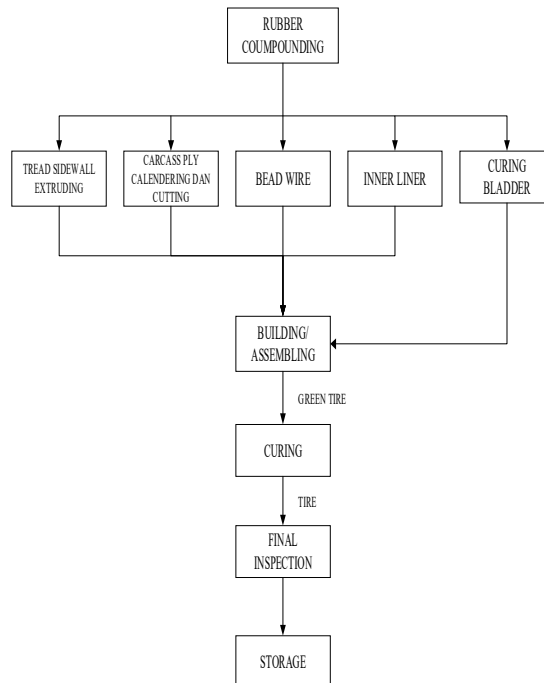 RUBBER
COUMPOUNDING
TREAD SIDEWALL
EXTRUDING
CARCASS PLY
CALENDERING DAN
CUTTING
BEAD WIRE
INNER LINER
CURING
BLADDER
BUILDING/
ASSEMBLING
GREEN TIRE
CURING
TIRE
FINAL
INSPECTION
STORAGE